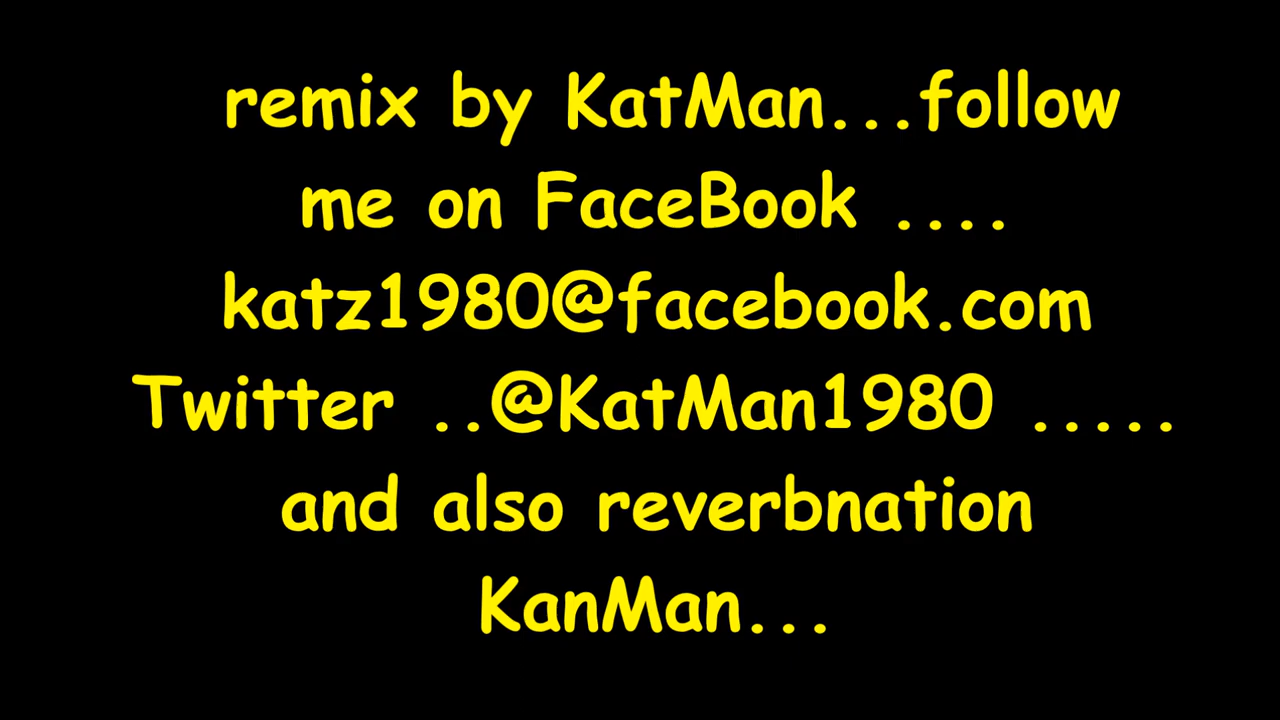 remix by KatMan...follow
me on FaceBook ....
katz1980@facebook.com
Twitter ..@KatMan1980 .....
and also reverbnation
KanMan...